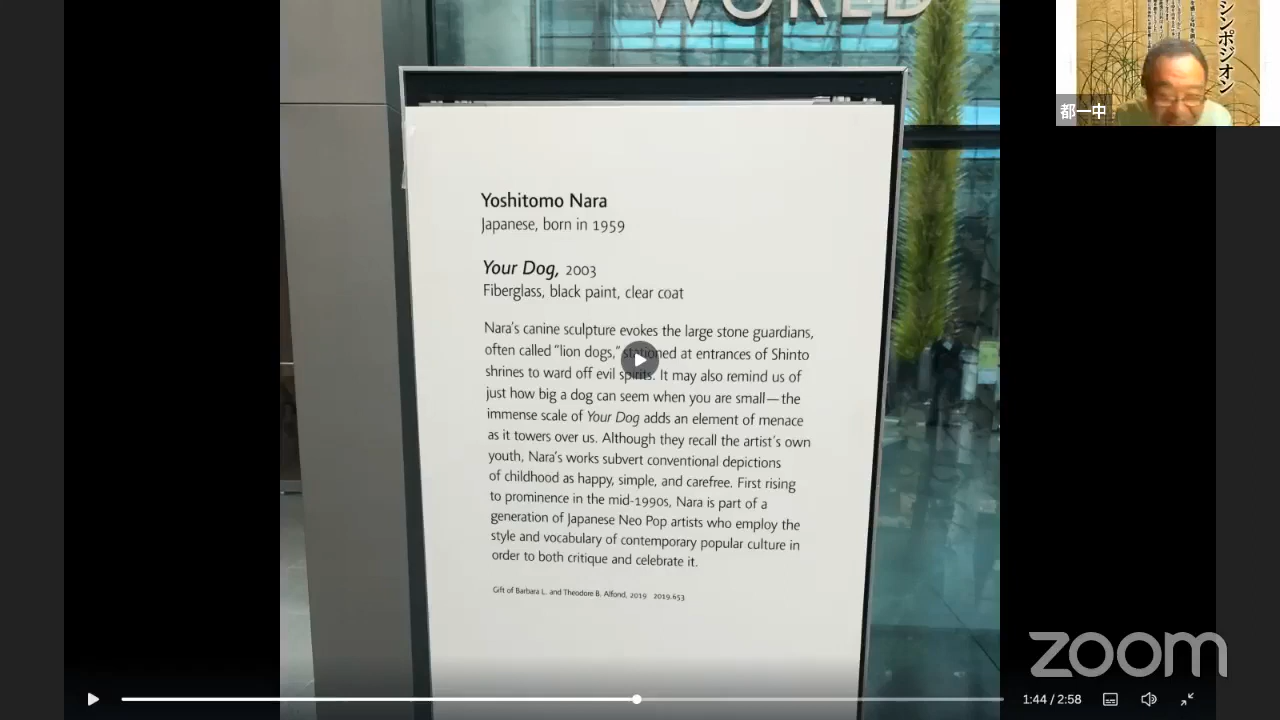 WORLD
シンポジオン
都一中
Yoshitomo Nara
Japanese, born in 1959
Your Dog, 2003
Fiberglass, black paint, clear coat
Nara's canine sculpture evokes the large stone guardians,
often called "lion dogs," stationed at entrances of Shinto
shrines to ward off evil spirits. It may also remind us of
just how big a dog can seem when you are small—the
immense scale of Your Dog adds an element of menace
as it towers over us. Although they recall the artist's own
youth, Nara's works subvert conventional depictions
of childhood as happy, simple, and carefree. First rising
to prominence in the mid-1990s, Nara is part of a
generation of Japanese Neo Pop artists who employ the
style and vocabulary of contemporary popular culture in
order to both critique and celebrate it.
Gift of Barbara L. and Theodore B. Alfond, 2019 2019.653
zoom
1:44 / 2:58